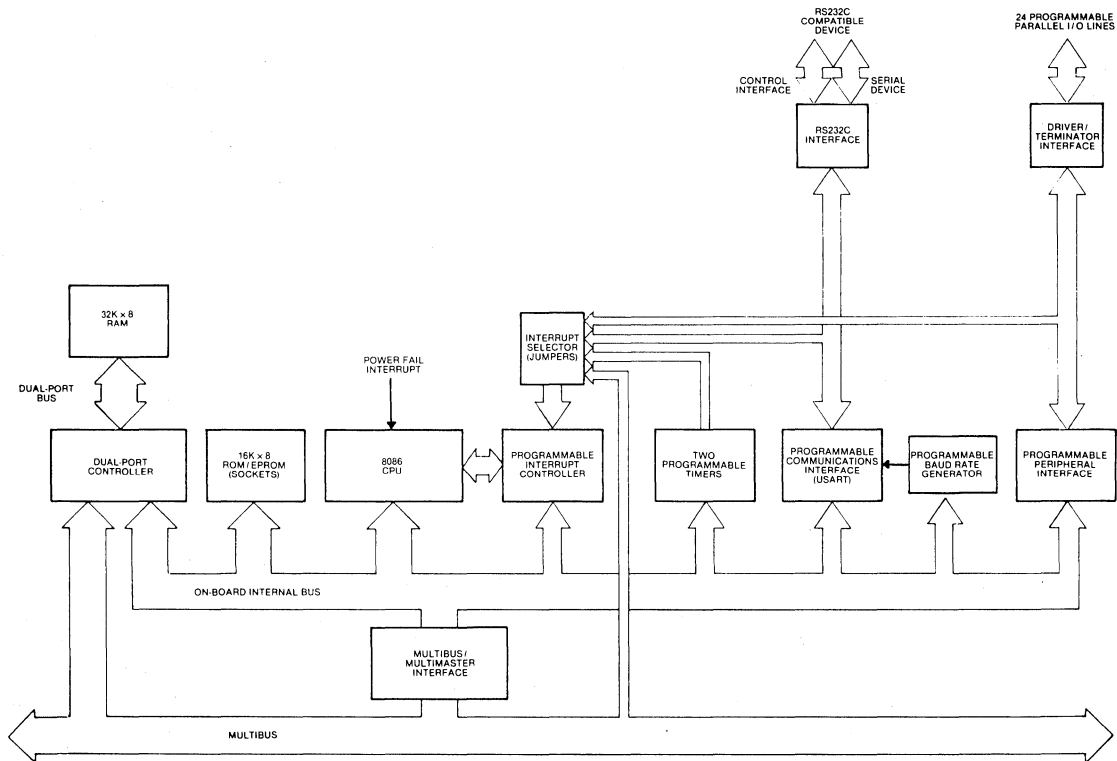 RS232C
COMPATIBLE
DEVICE
24 PROGRAMMABLE
PARALLEL I/O LINES
CONTROL
INTERFACE
SERIAL
DEVICE
RS232C
INTERFACE
DRIVER/
TERMINATOR
INTERFACE
32K × 8
RAM
INTERRUPT
SELECTOR
(JUMPERS)
POWER FAIL
INTERRUPT
DUAL-PORT
BUS
DUAL-PORT
CONTROLLER
16K × 8
ROM/EPROM
(SOCKETS)
8086
CPU
PROGRAMMABLE
INTERRUPT
CONTROLLER
TWO
PROGRAMMABLE
TIMERS
PROGRAMMABLE
COMMUNICATIONS
INTERFACE
(USART)
PROGRAMMABLE
BAUD RATE
GENERATOR
PROGRAMMABLE
PERIPHERAL
INTERFACE
ON-BOARD INTERNAL BUS
MULTIBUS/
MULTIMASTER
INTERFACE
MULTIBUS